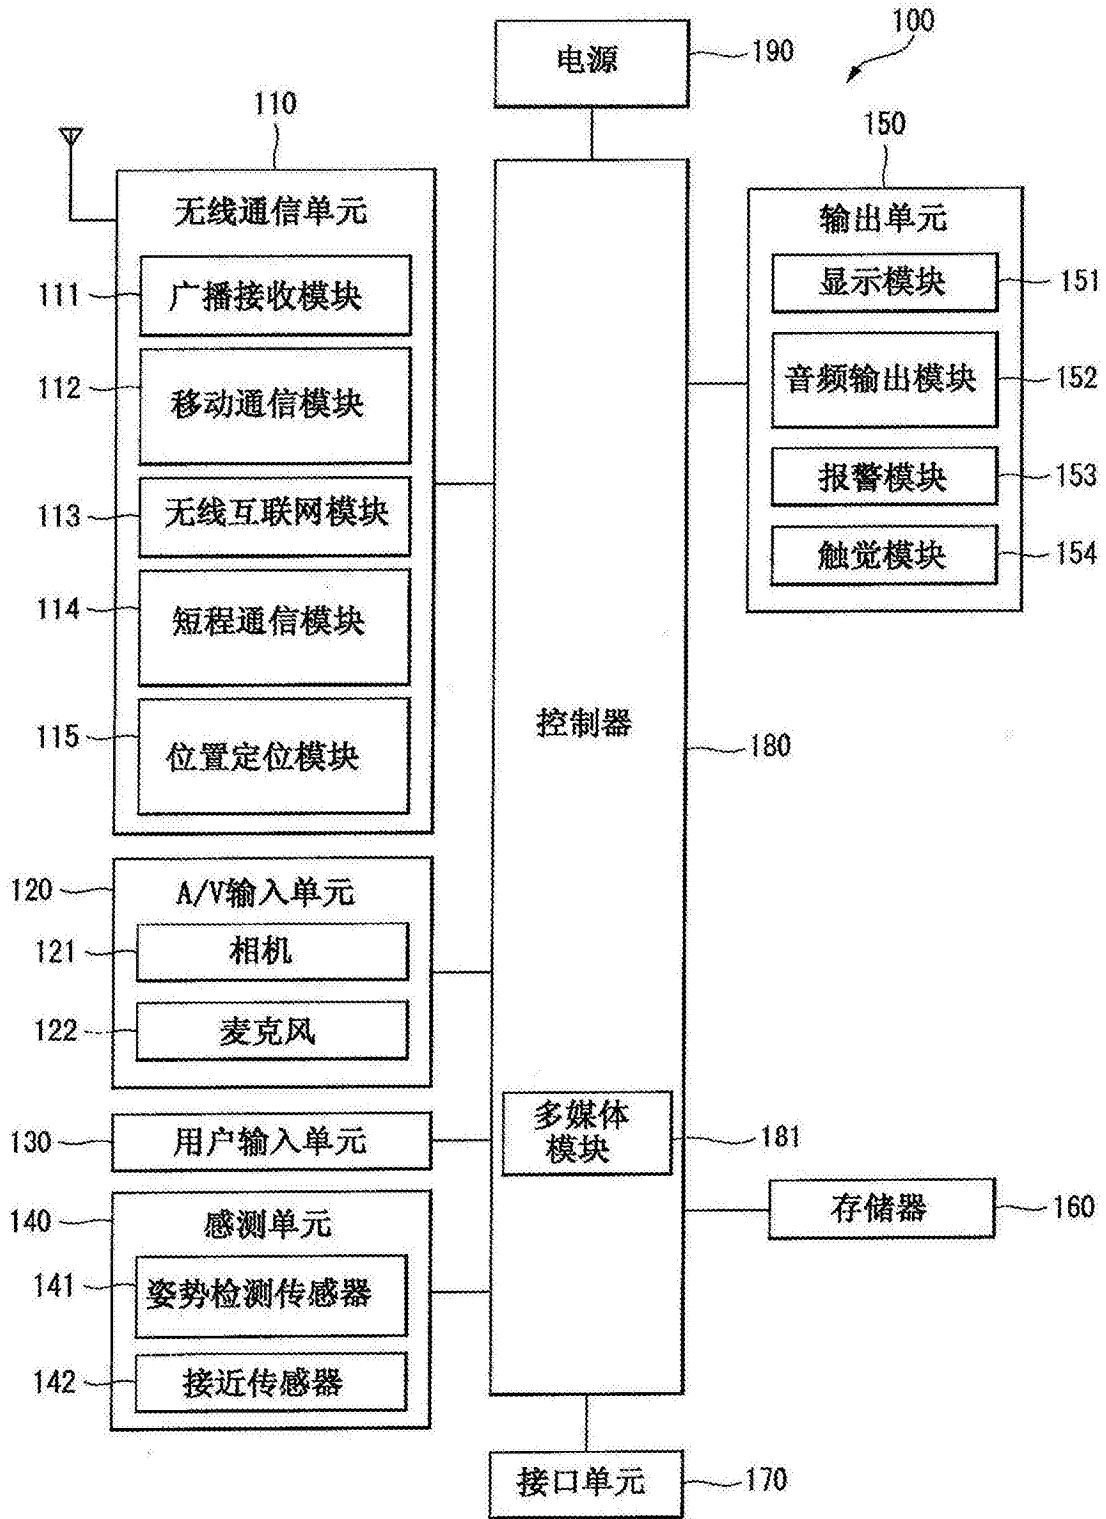 100
电源
190
110
无线通信单元
111
广播接收模块
112
移动通信模块
113
无线互联网模块
114
短程通信模块
115
位置定位模块
120
A/V输入单元
121
相机
122
麦克风
130
用户输入单元
140
感测单元
141
姿势检测传感器
142
接近传感器
控制器
180
多媒体
模块
181
150
输出单元
显示模块
151
音频输出模块
152
报警模块
153
触觉模块
154
存储器
160
接口单元
170